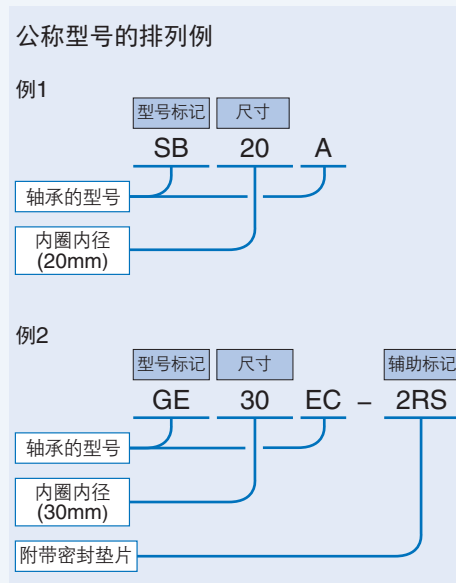 公称型号的排列例
例1
型号标记 尺寸
SB 20 A
轴承的型号
内圈内径
(20mm)
例2
型号标记 尺寸 辅助标记
GE 30 EC – 2RS
轴承的型号
内圈内径
(30mm)
附带密封垫片